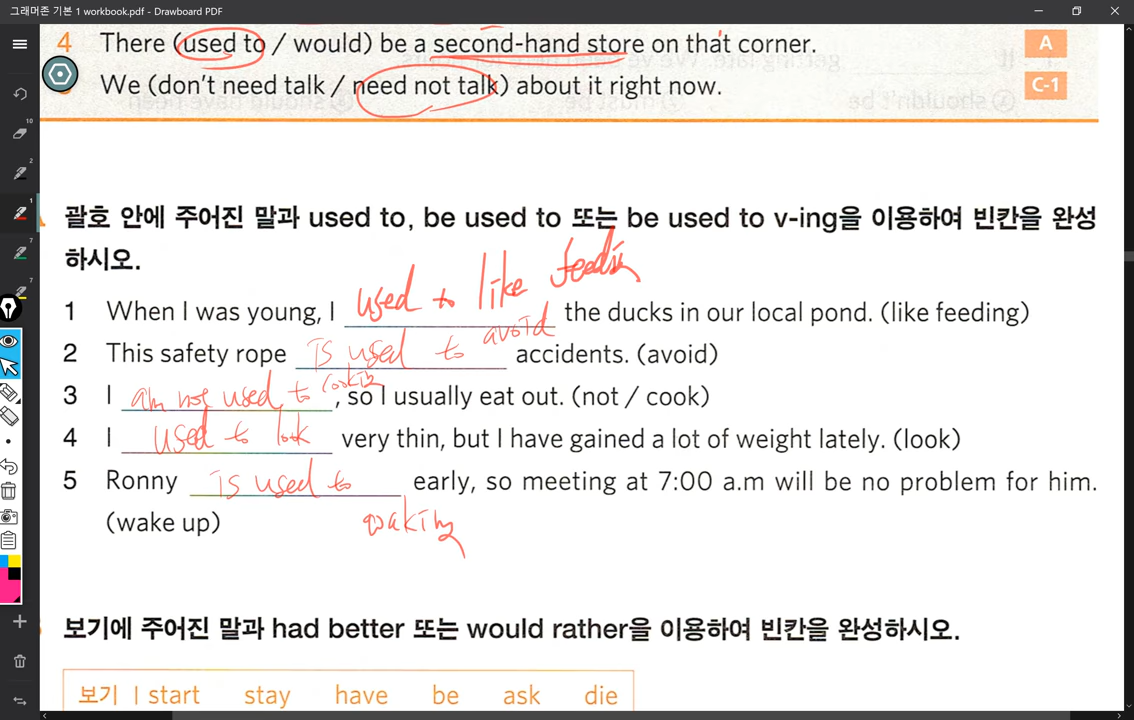 그래머존 기본 1 workbook.pdf - Drawboard PDF
4 There (used to / would) be a second-hand store on that corner. A
We (don't need talk / need not talk) about it right now. C-1
괄호 안에 주어진 말과 used to, be used to 또는 be used to v-ing을 이용하여 빈칸을 완성
하시오.
1 When I was young, I used to like feeding the ducks in our local pond. (like feeding)
2 This safety rope is used to avoid accidents. (avoid)
3 I am not used to cooking, so I usually eat out. (not / cook)
4 I used to look very thin, but I have gained a lot of weight lately. (look)
5 Ronny is used to waking early, so meeting at 7:00 a.m will be no problem for him.
(wake up)
보기에 주어진 말과 had better 또는 would rather을 이용하여 빈칸을 완성하시오.
보기 | start stay have be ask die
10
2
1
7
7